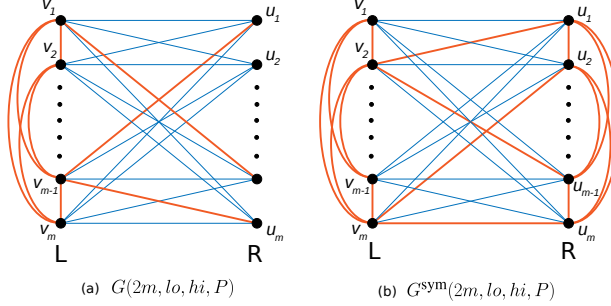 v₁ u₁ v₁ u₁
v₂ u₂ v₂ u₂
vₘ₋₁ vₘ₋₁ uₘ₋₁
vₘ uₘ vₘ uₘ
L R L R
(a) G(2m, lo, hi, P) (b) Gˢʸᵐ(2m, lo, hi, P)